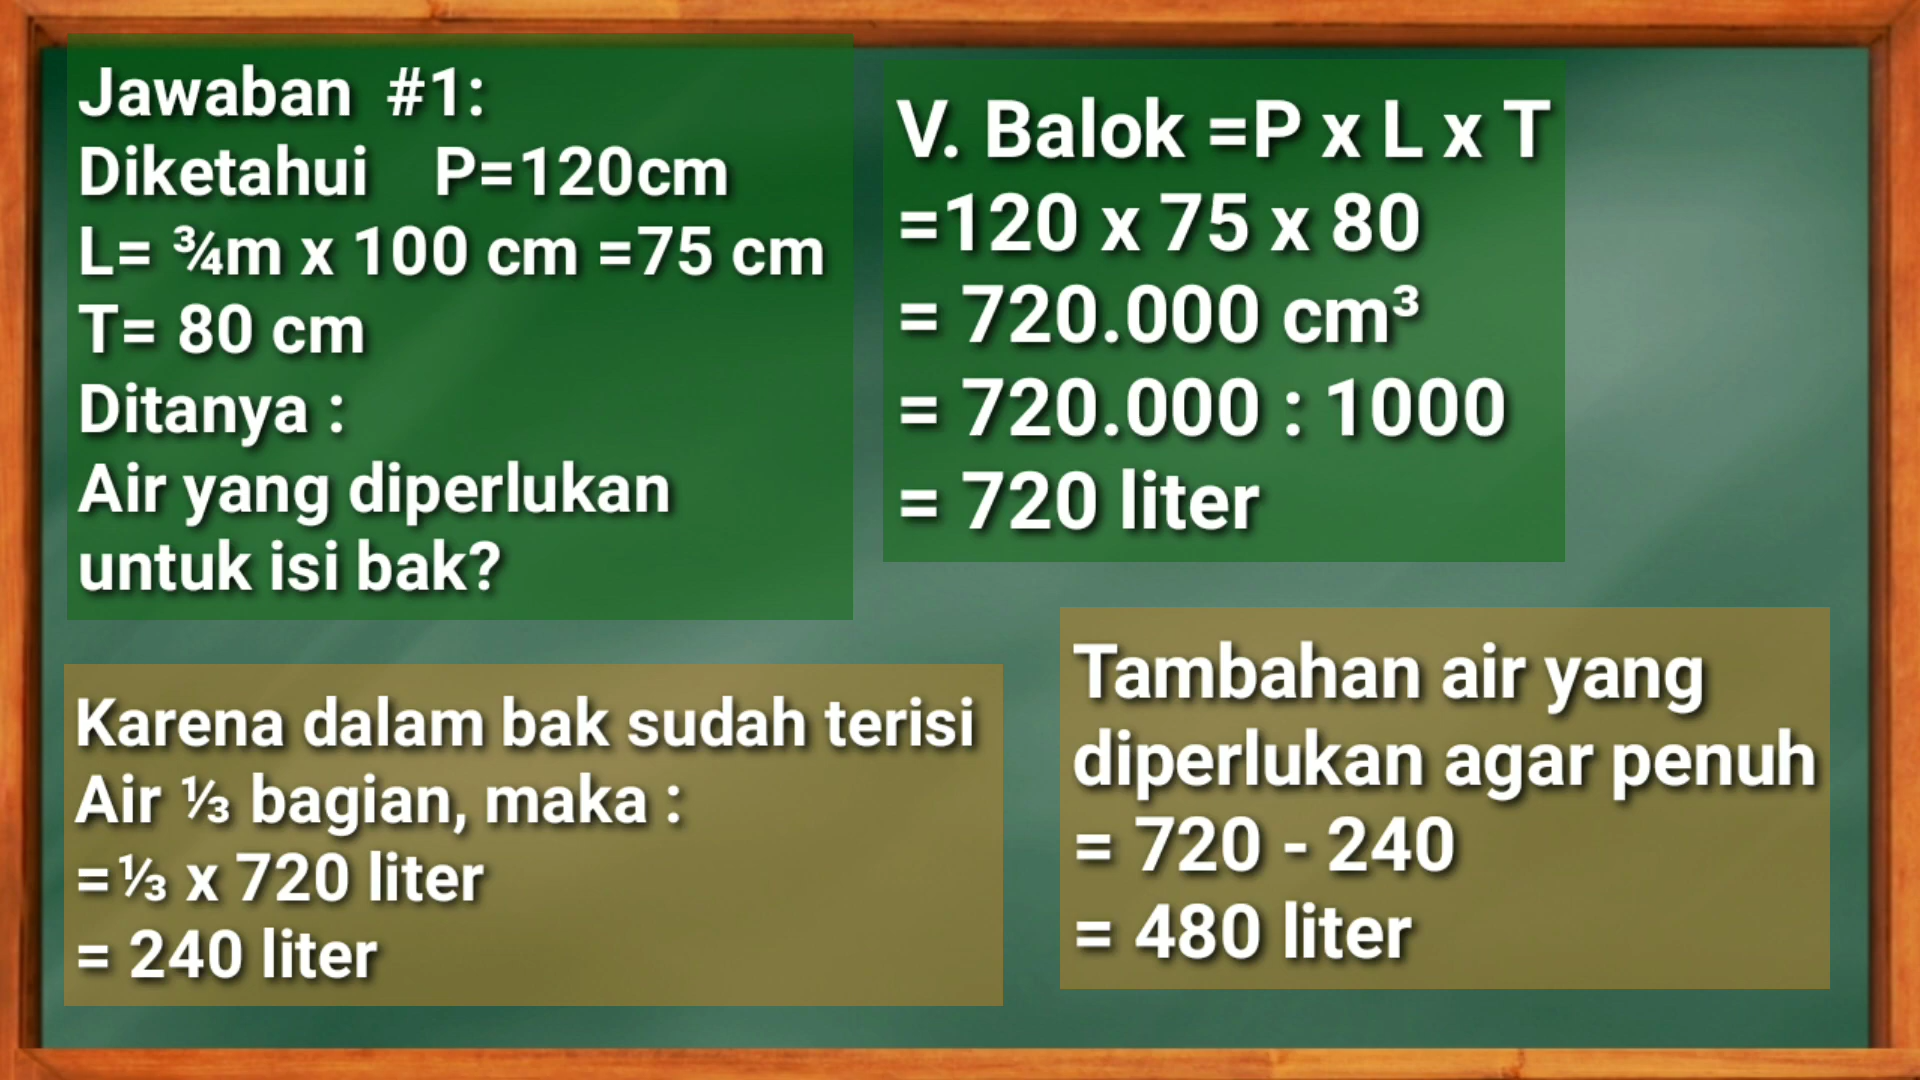 Jawaban #1:
Diketahui P=120cm
L= ¾m x 100 cm =75 cm
T= 80 cm
Ditanya :
Air yang diperlukan
untuk isi bak?
V. Balok =P x L x T
=120 x 75 x 80
= 720.000 cm³
= 720.000 : 1000
= 720 liter
Karena dalam bak sudah terisi
Air ⅓ bagian, maka :
=⅓ x 720 liter
= 240 liter
Tambahan air yang
diperlukan agar penuh
= 720 - 240
= 480 liter